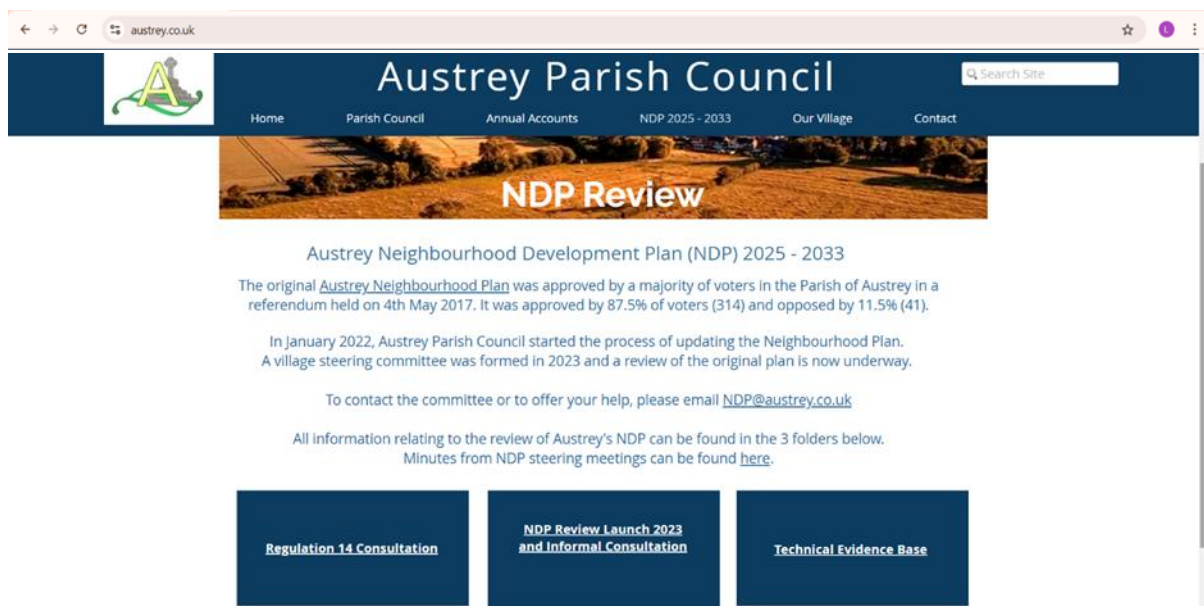 austrey.co.uk
L
A
Austrey Parish Council
Search Site
Home Parish Council Annual Accounts NDP 2025 - 2033 Our Village Contact
NDP Review
Austrey Neighbourhood Development Plan (NDP) 2025 - 2033
The original Austrey Neighbourhood Plan was approved by a majority of voters in the Parish of Austrey in a
referendum held on 4th May 2017. It was approved by 87.5% of voters (314) and opposed by 11.5% (41).
In January 2022, Austrey Parish Council started the process of updating the Neighbourhood Plan.
A village steering committee was formed in 2023 and a review of the original plan is now underway.
To contact the committee or to offer your help, please email NDP@austrey.co.uk
All information relating to the review of Austrey's NDP can be found in the 3 folders below.
Minutes from NDP steering meetings can be found here.
Regulation 14 Consultation
NDP Review Launch 2023
and Informal Consultation
Technical Evidence Base